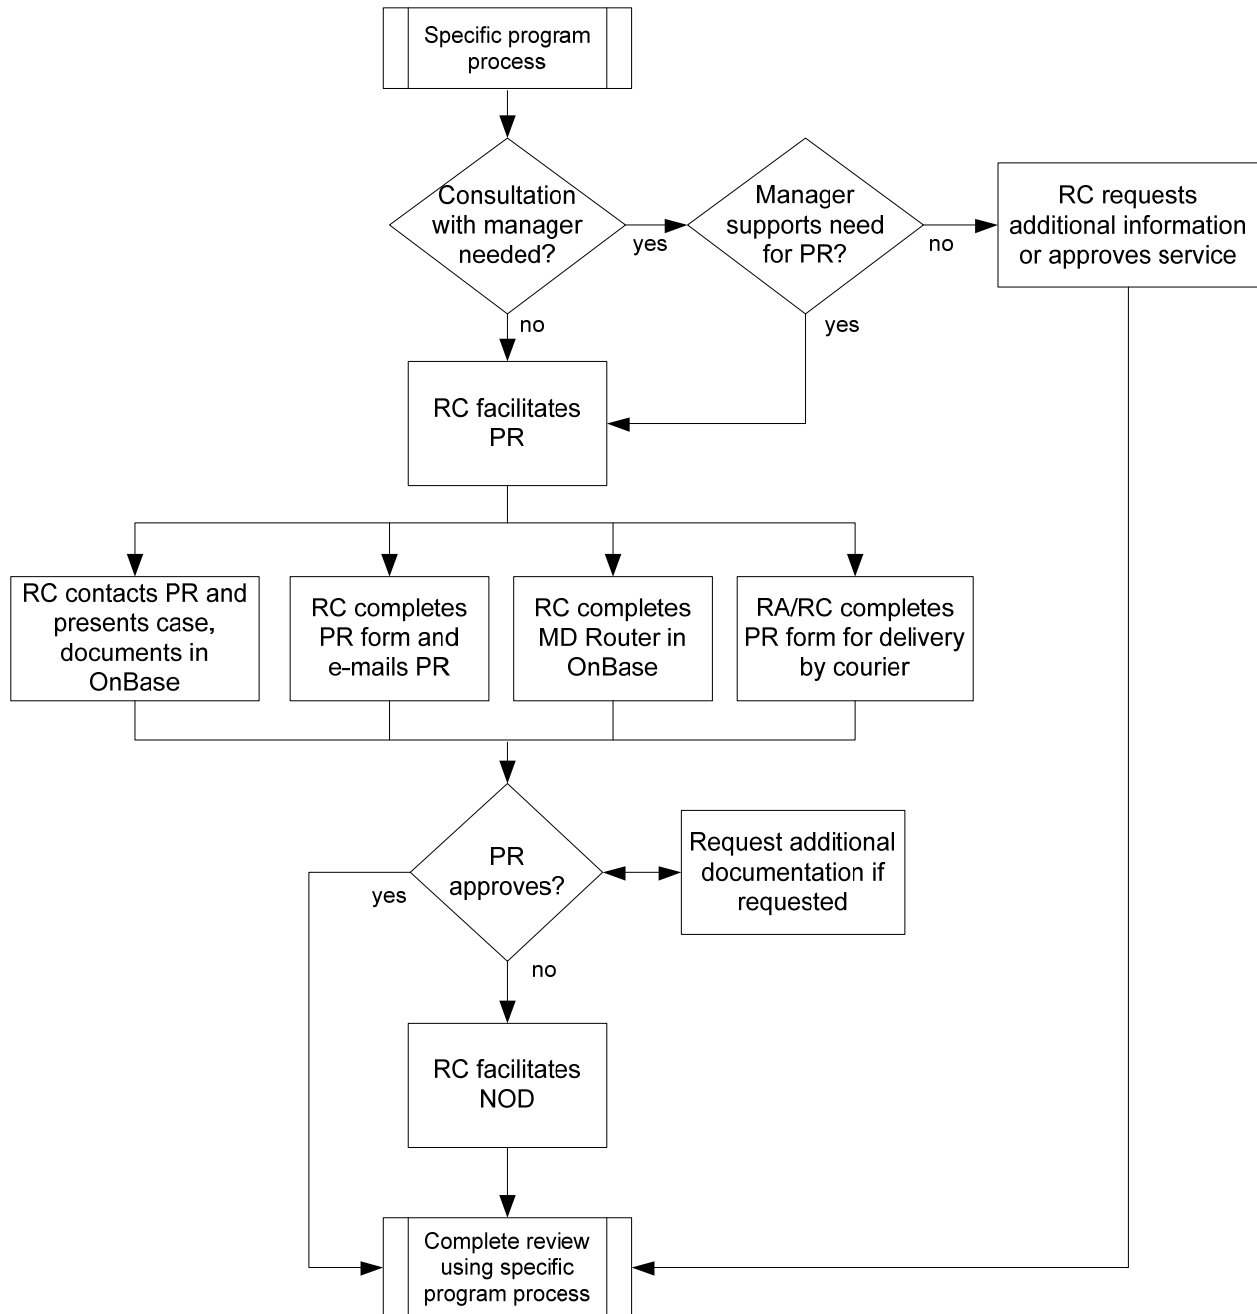 Specific program
process
Consultation
with manager
needed?
yes
Manager
supports need
for PR?
no
RC requests
additional information
or approves service
no
yes
RC facilitates
PR
RC contacts PR and
presents case,
documents in
OnBase
RC completes
PR form and
e-mails PR
RC completes
MD Router in
OnBase
RA/RC completes
PR form for delivery
by courier
PR
approves?
yes
Request additional
documentation if
requested
no
RC facilitates
NOD
Complete review
using specific
program process